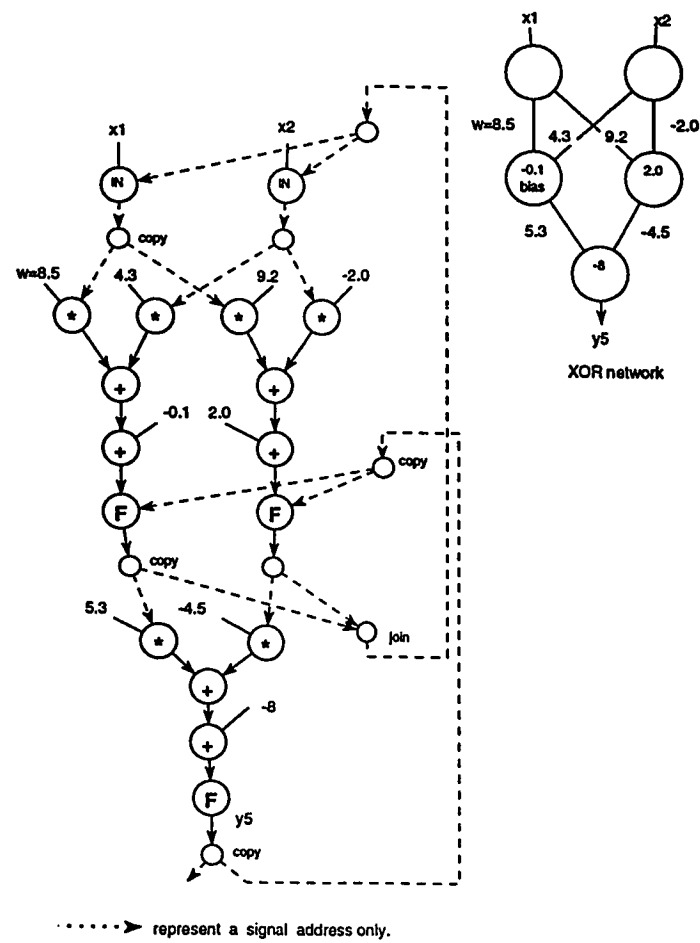 x1 x2
w=8.5 4.3 9.2 -2.0
-0.1 2.0
bias
5.3 -4.5
-8
y5
XOR network
x1 x2
IN IN
copy
w=8.5 4.3 9.2 -2.0
* * * *
+ +
-0.1 2.0
+ +
copy
F F
copy
5.3 -4.5
* *
join
+
-8
+
F
y5
copy
represent a signal address only.